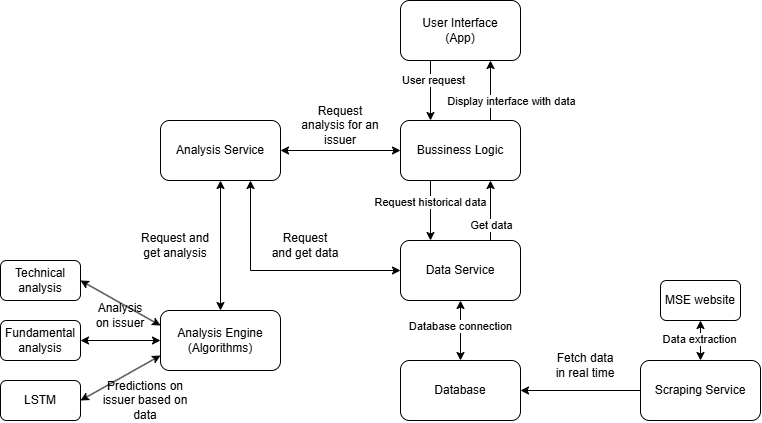 User Interface
(App)
User request
Display interface with data
Request
analysis for an
issuer
Analysis Service
Bussiness Logic
Request historical data
Get data
Request and
get analysis
Request
and get data
Data Service
Technical
analysis
MSE website
Analysis
on issuer
Fundamental
analysis
Analysis Engine
(Algorithms)
Database connection
Data extraction
Fetch data
in real time
LSTM
Predictions on
issuer based on
data
Database
Scraping Service